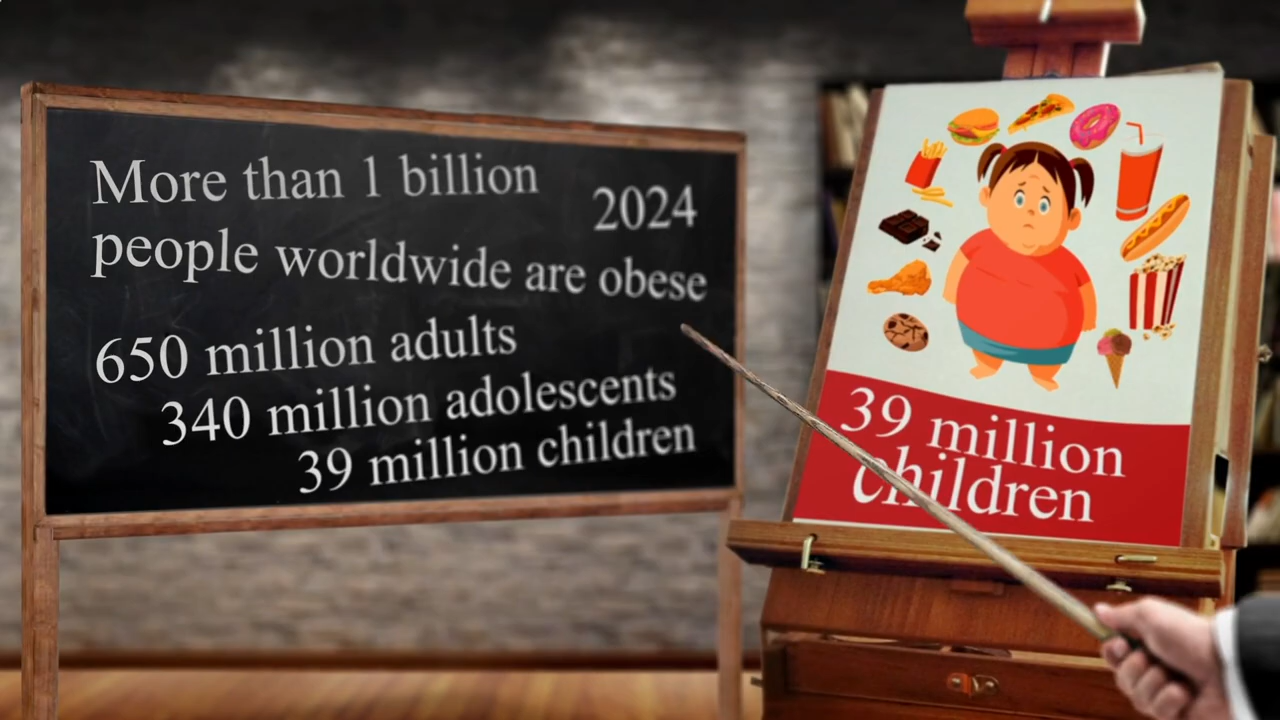 More than 1 billion
2024
people worldwide are obese
650 million adults
340 million adolescents
39 million children
39 million
children